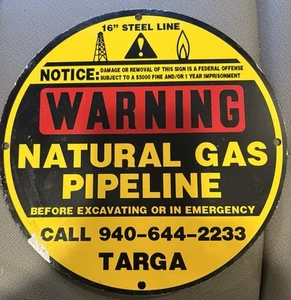 16" STEEL LINE
NOTICE: DAMAGE OR REMOVAL OF THIS SIGN IS A FEDERAL OFFENSE
SUBJECT TO A $5000 FINE AND/OR 1 YEAR IMPRISONMENT
WARNING
NATURAL GAS
PIPELINE
BEFORE EXCAVATING OR IN EMERGENCY
CALL 940-644-2233
TARGA